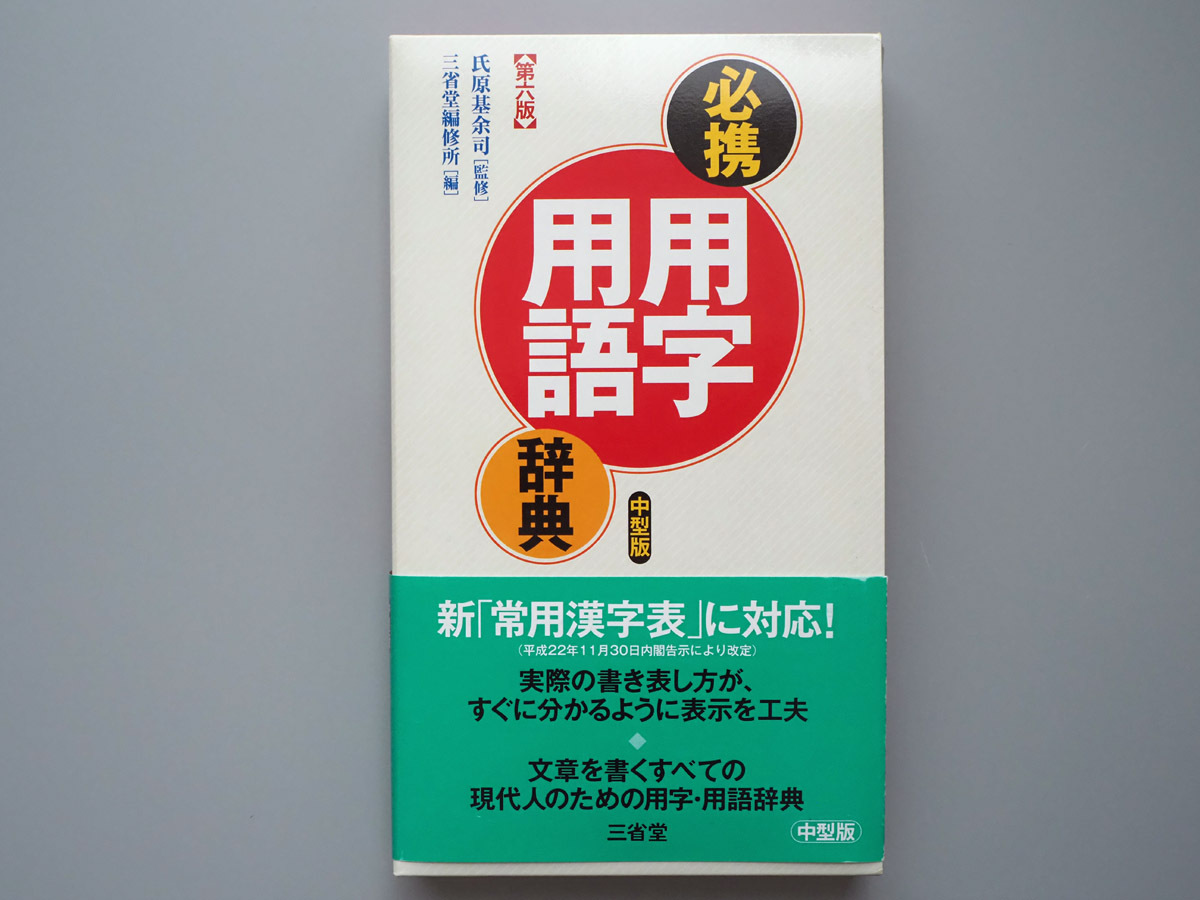 必携
用字
用語
辞典
中型版
【第六版】
氏原基余司[監修]
三省堂編修所[編]
新「常用漢字表」に対応!
(平成22年11月30日内閣告示により改定)
実際の書き表し方が、
すぐに分かるように表示を工夫
◆
文章を書くすべての
現代人のための用字・用語辞典
三省堂
中型版